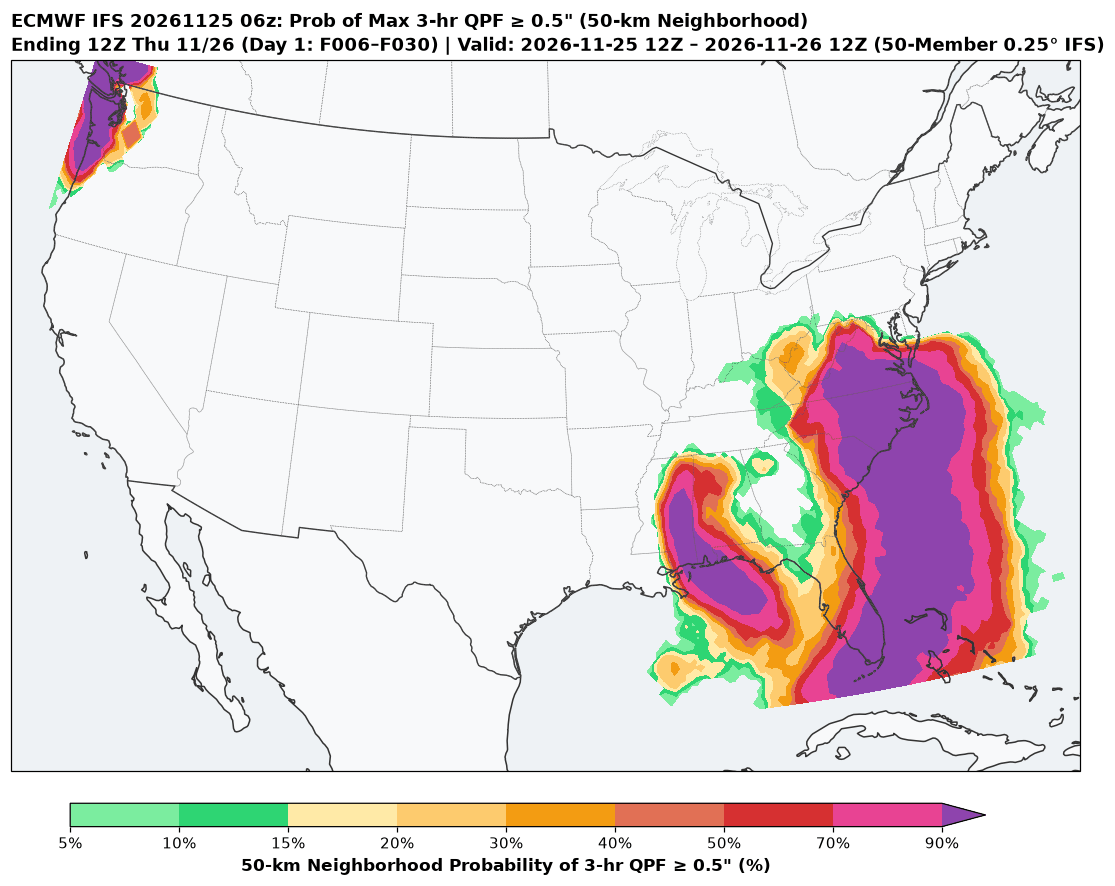 ECMWF IFS 20261125 06z: Prob of Max 3-hr QPF ≥ 0.5" (50-km Neighborhood)
Ending 12Z Thu 11/26 (Day 1: F006–F030) | Valid: 2026-11-25 12Z – 2026-11-26 12Z (50-Member 0.25° IFS)
5% 10% 15% 20% 30% 40% 50% 70% 90%
50-km Neighborhood Probability of 3-hr QPF ≥ 0.5" (%)